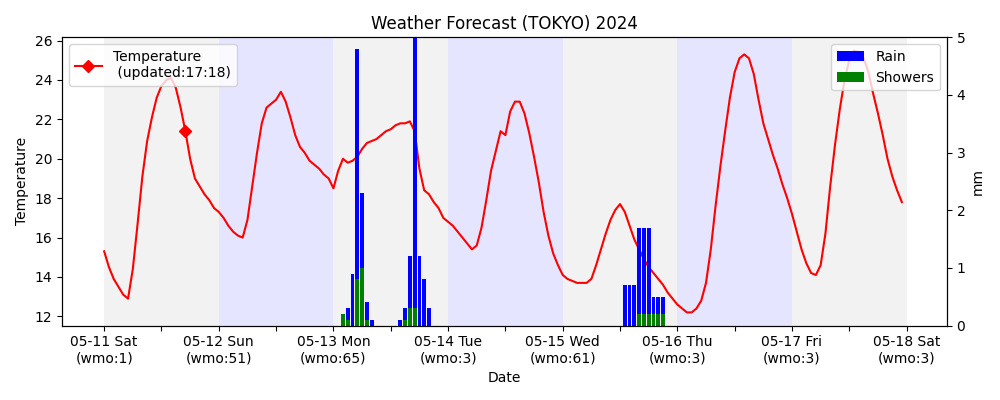 Weather Forecast (TOKYO) 2024
Temperature
(updated:17:18)
Rain
Showers
26
24
22
20
18
16
14
12
Temperature
5
4
3
2
1
0
mm
05-11 Sat
(wmo:1)
05-12 Sun
(wmo:51)
05-13 Mon
(wmo:65)
05-14 Tue
(wmo:3)
05-15 Wed
(wmo:61)
05-16 Thu
(wmo:3)
05-17 Fri
(wmo:3)
05-18 Sat
(wmo:3)
Date